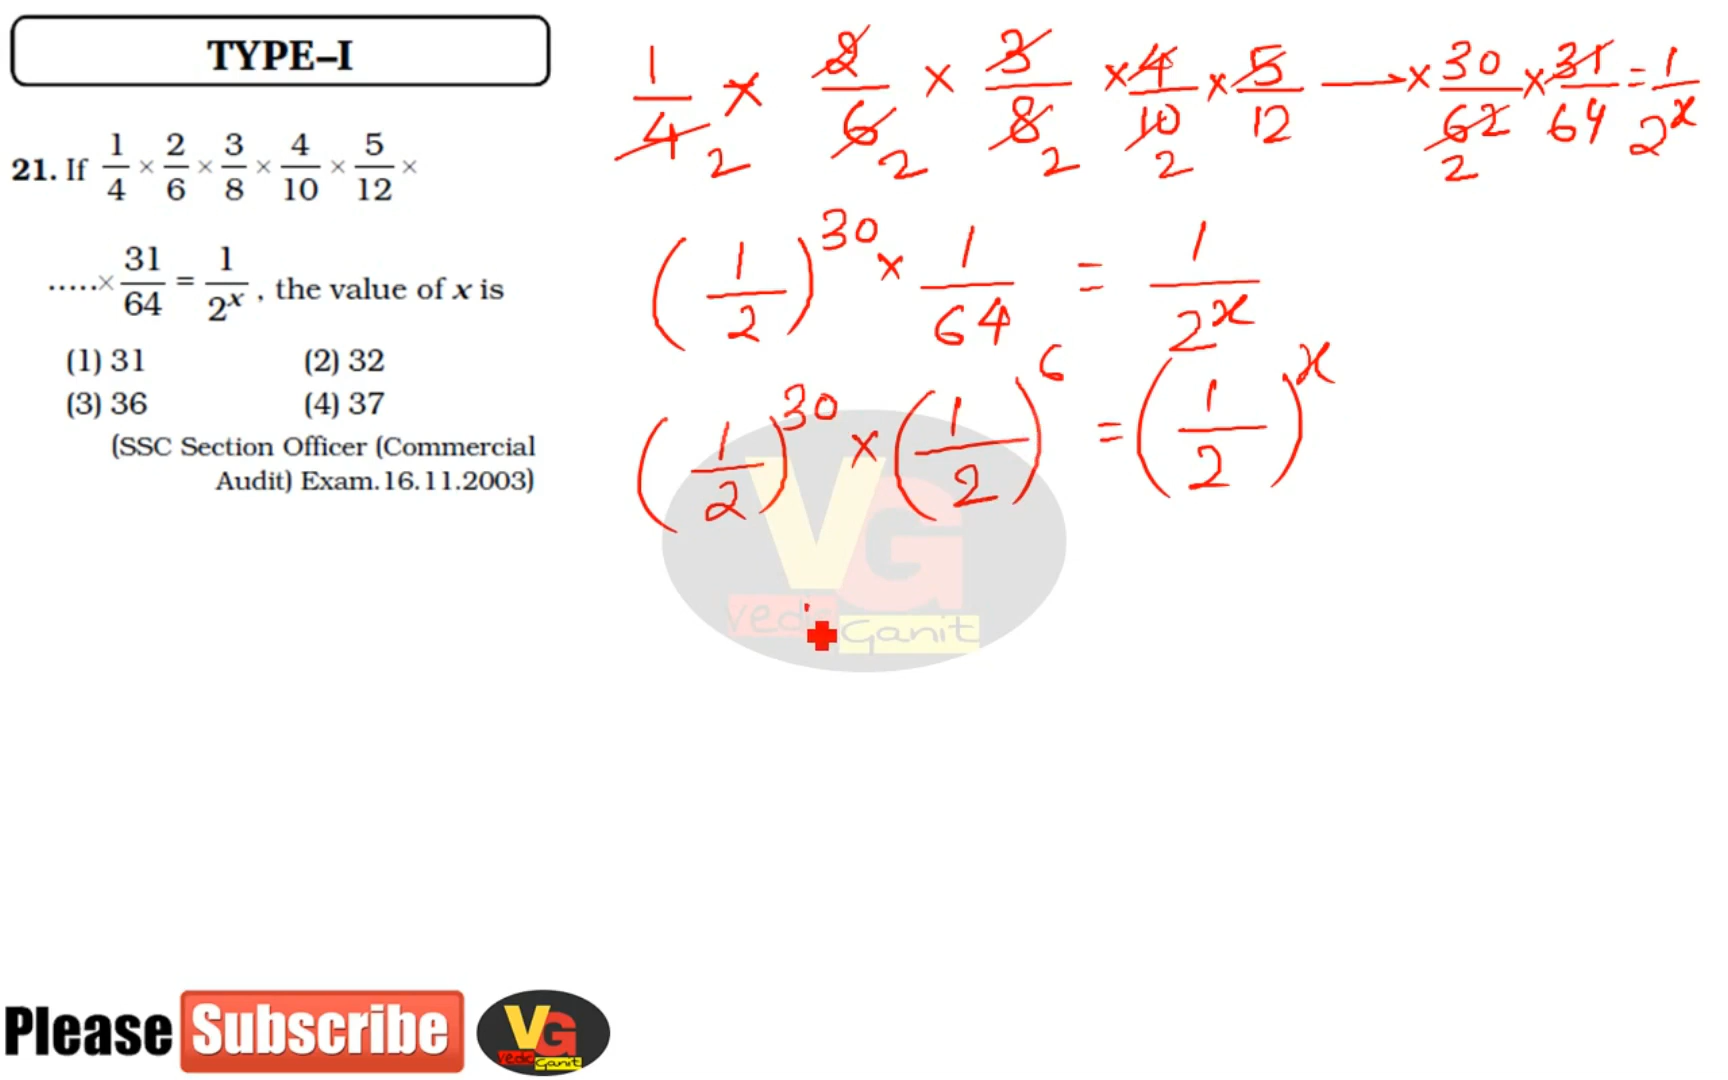 TYPE–I
21. If 1/4 × 2/6 × 3/8 × 4/10 × 5/12 ×
.....× 31/64 = 1/2^x , the value of x is
(1) 31 (2) 32
(3) 36 (4) 37
(SSC Section Officer (Commercial
Audit) Exam.16.11.2003)
1/4 × 2/6 × 3/8 × 4/10 × 5/12 → × 30/62 × 31/64 = 1/2^x
2 2 2 2 2
(1/2)^30 × 1/64 = 1/2^x
(1/2)^30 × (1/2)^6 = (1/2)^x
VG
Vedic Ganit
Please Subscribe
VG
Vedic Ganit